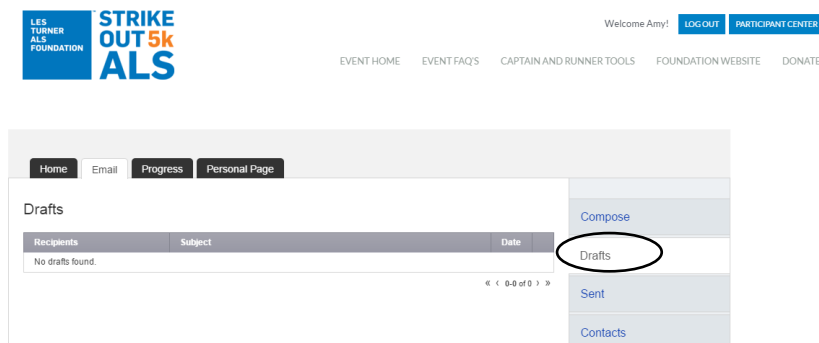 LES
TURNER
ALS
FOUNDATION
STRIKE
OUT 5k
ALS
Welcome Amy! LOG OUT PARTICIPANT CENTER
EVENT HOME EVENT FAQ'S CAPTAIN AND RUNNER TOOLS FOUNDATION WEBSITE DONATE
Home Email Progress Personal Page
Drafts
Recipients Subject Date
No drafts found.
« ‹ 0-0 of 0 › »
Compose
Drafts
Sent
Contacts